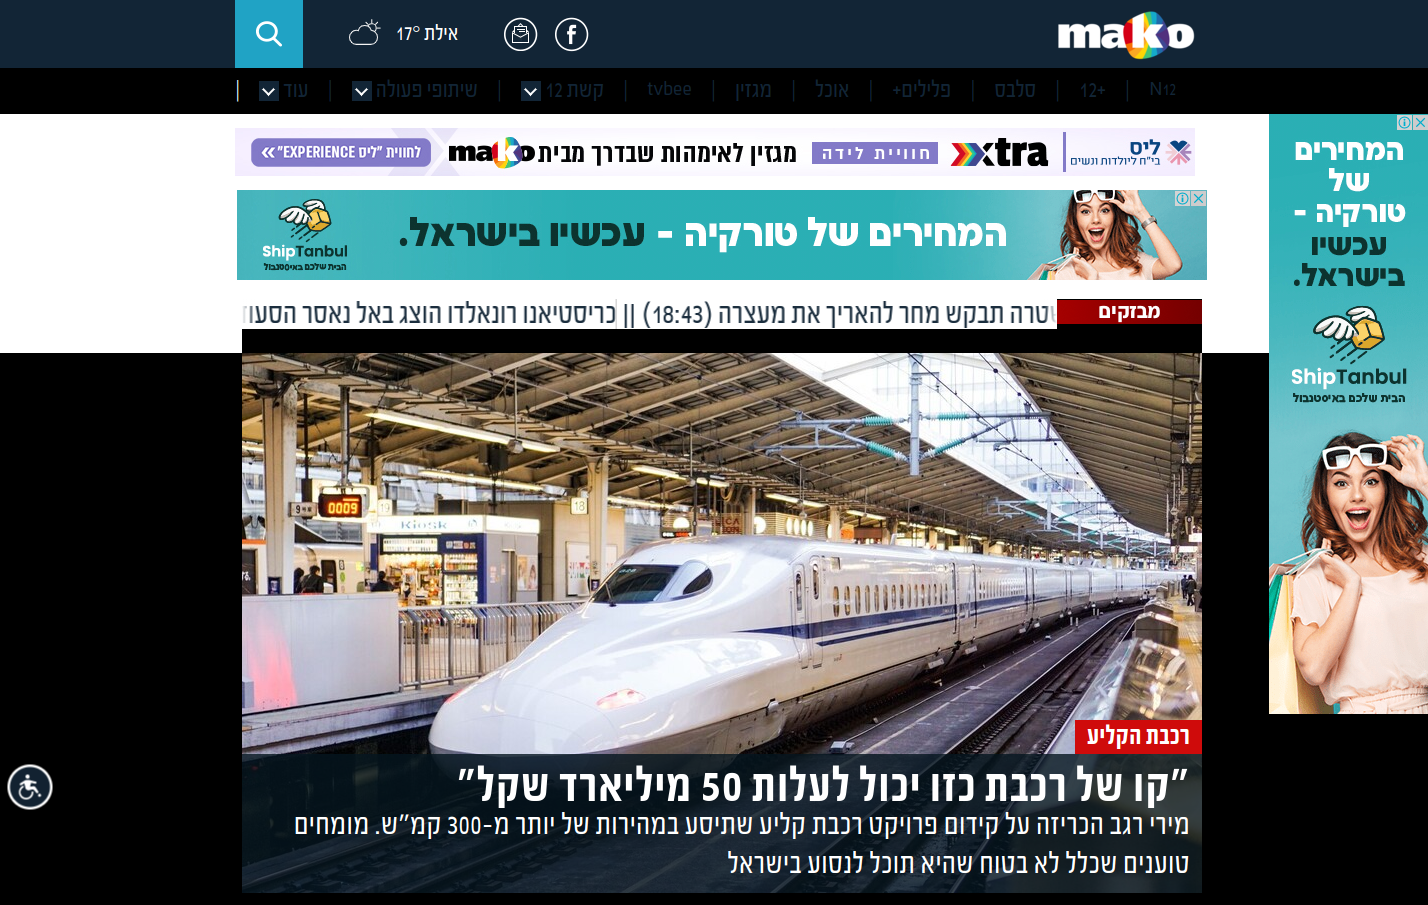 mako
אילת 17°
N12
12+
סלבס
פלילים+
אוכל
מגזין
tvbee
קשת 12
שיתופי פעולה
עוד
ליס
בי"ח ליולדות ונשים
xtra
חוויית לידה
מגזין לאימהות שבדרך מבית mako
לחווית "ליס EXPERIENCE" »
המחירים של טורקיה - עכשיו בישראל.
ShipTanbul
הבית שלכם באיסטנבול
המחירים
של
טורקיה -
עכשיו
בישראל.
ShipTanbul
הבית שלכם באיסטנבול
מבזקים
תבקש מחר להאריך את מעצרה (18:43) || כריסטיאנו רונאלדו הוצג באל נאסר
0009
9
19
18
Kiosk
רכבת הקליע
"קו של רכבת כזו יכול לעלות 50 מיליארד שקל"
מירי רגב הכריזה על קידום פרויקט רכבת קליע שתיסע במהירות של יותר מ-300 קמ"ש. מומחים
טוענים שכלל לא בטוח שהיא תוכל לנסוע בישראל